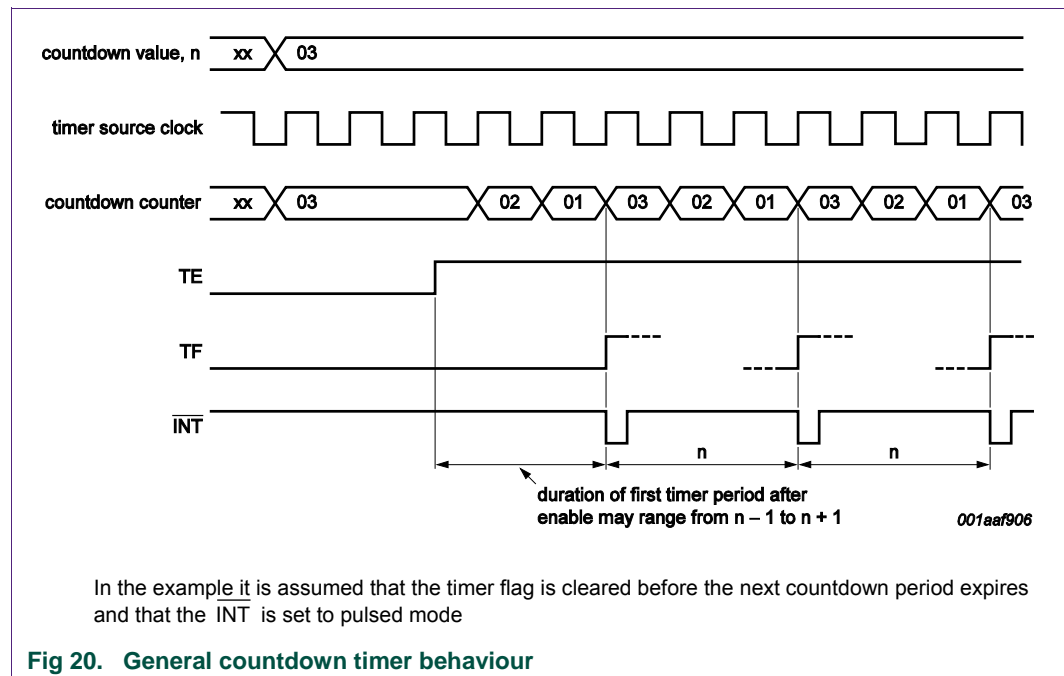 countdown value, n xx 03
timer source clock
countdown counter xx 03 02 01 03 02 01 03 02 01 03
TE
TF
INT
n n
duration of first timer period after
enable may range from n – 1 to n + 1
001aaf906
In the example it is assumed that the timer flag is cleared before the next countdown period expires
and that the INT is set to pulsed mode
Fig 20. General countdown timer behaviour